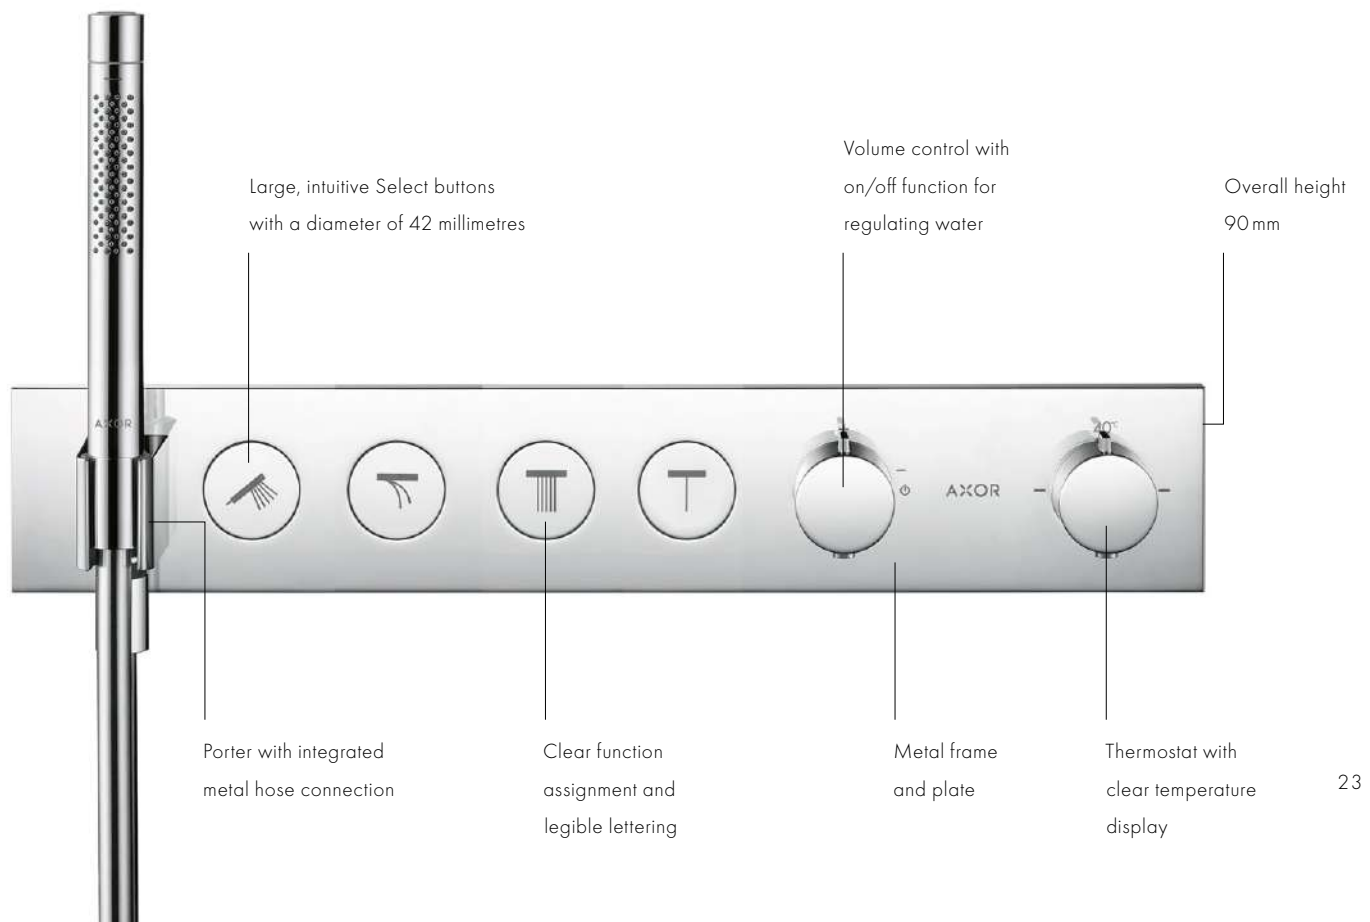 Large, intuitive Select buttons
with a diameter of 42 millimetres
Volume control with
on/off function for
regulating water
Overall height
90 mm
AXOR
40°C
AXOR
Porter with integrated
metal hose connection
Clear function
assignment and
legible lettering
Metal frame
and plate
Thermostat with
clear temperature
display
23